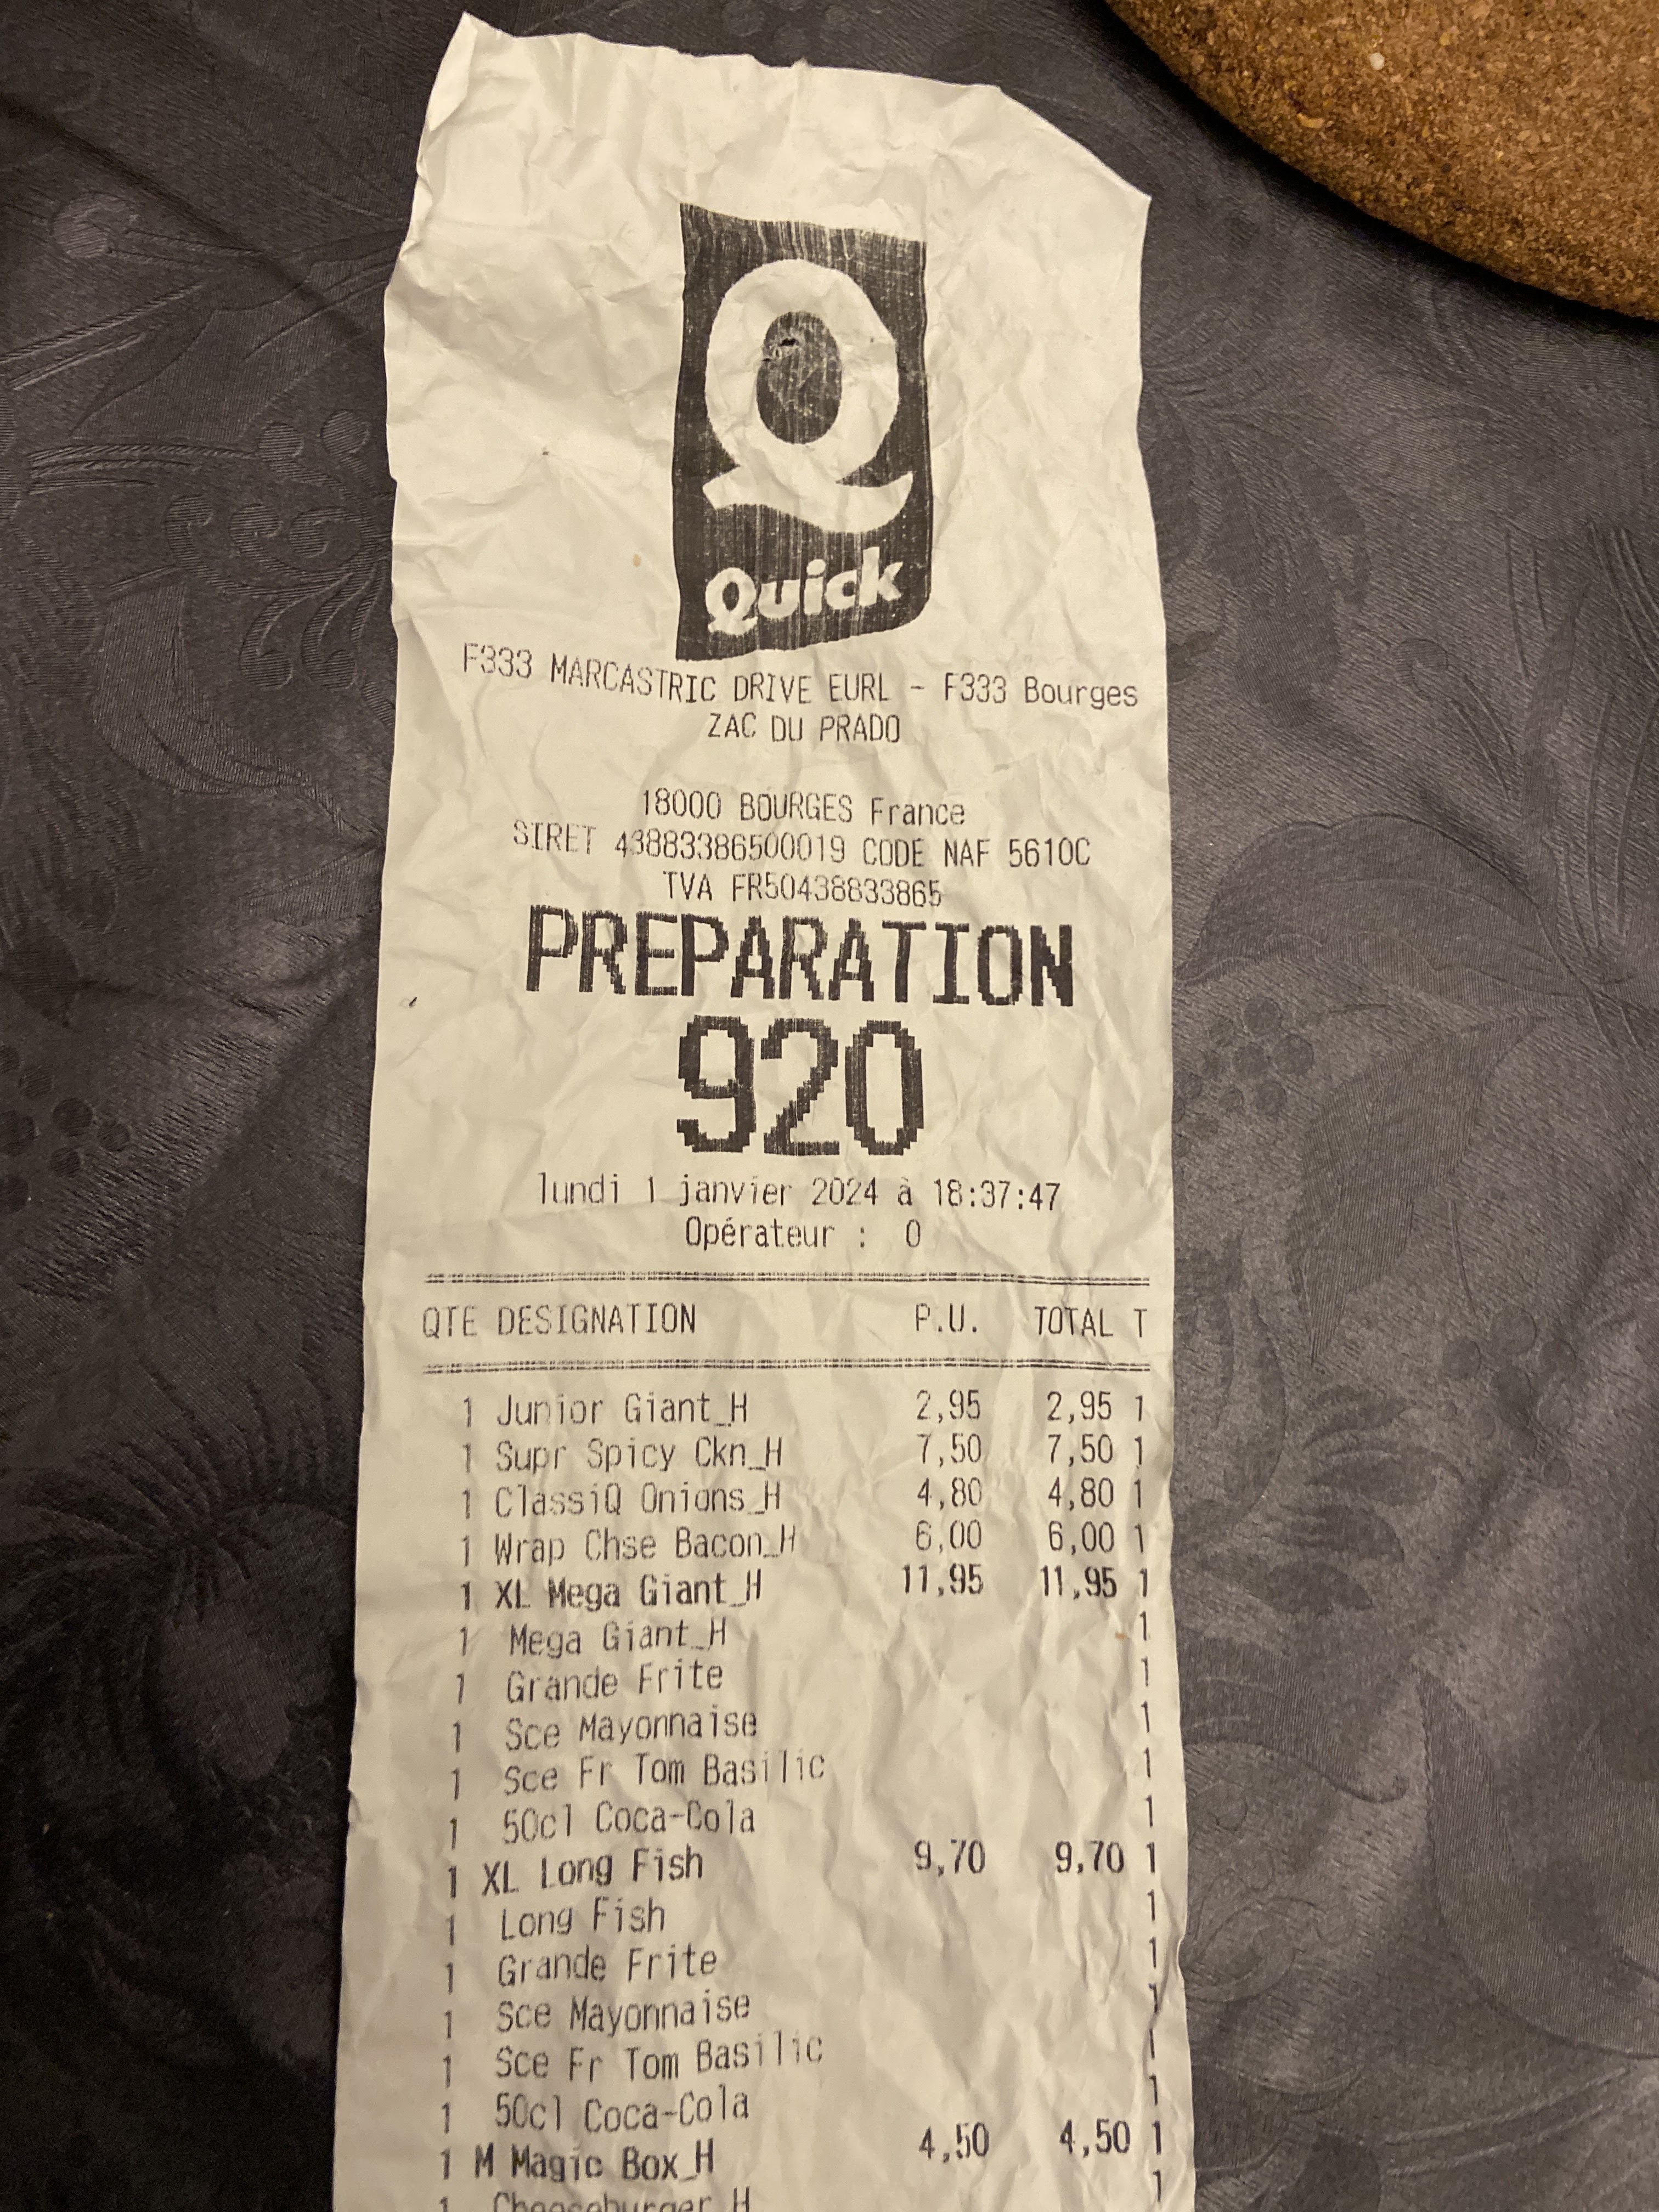 Q
Quick
F333 MARCASTRIC DRIVE EURL - F333 Bourges
ZAC DU PRADO
18000 BOURGES France
SIRET 43883386500019 CODE NAF 5610C
TVA FR50438833865
PREPARATION
920
lundi 1 janvier 2024 à 18:37:47
Opérateur : 0
QTE DESIGNATION P.U. TOTAL T
1 Junior Giant_H 2,95 2,95 1
1 Supr Spicy Ckn_H 7,50 7,50 1
1 ClassiQ Onions_H 4,80 4,80 1
1 Wrap Chse Bacon_H 6,00 6,00 1
1 XL Mega Giant_H 11,95 11,95 1
1 Mega Giant_H 1
1 Grande Frite 1
1 Sce Mayonnaise 1
1 Sce Fr Tom Basilic 1
1 50cl Coca-Cola 1
1 XL Long Fish 9,70 9,70 1
1 Long Fish 1
1 Grande Frite 1
1 Sce Mayonnaise 1
1 Sce Fr Tom Basilic 1
1 50cl Coca-Cola 1
1 M Magic Box_H 4,50 4,50 1
1 Cheeseburger_H 1